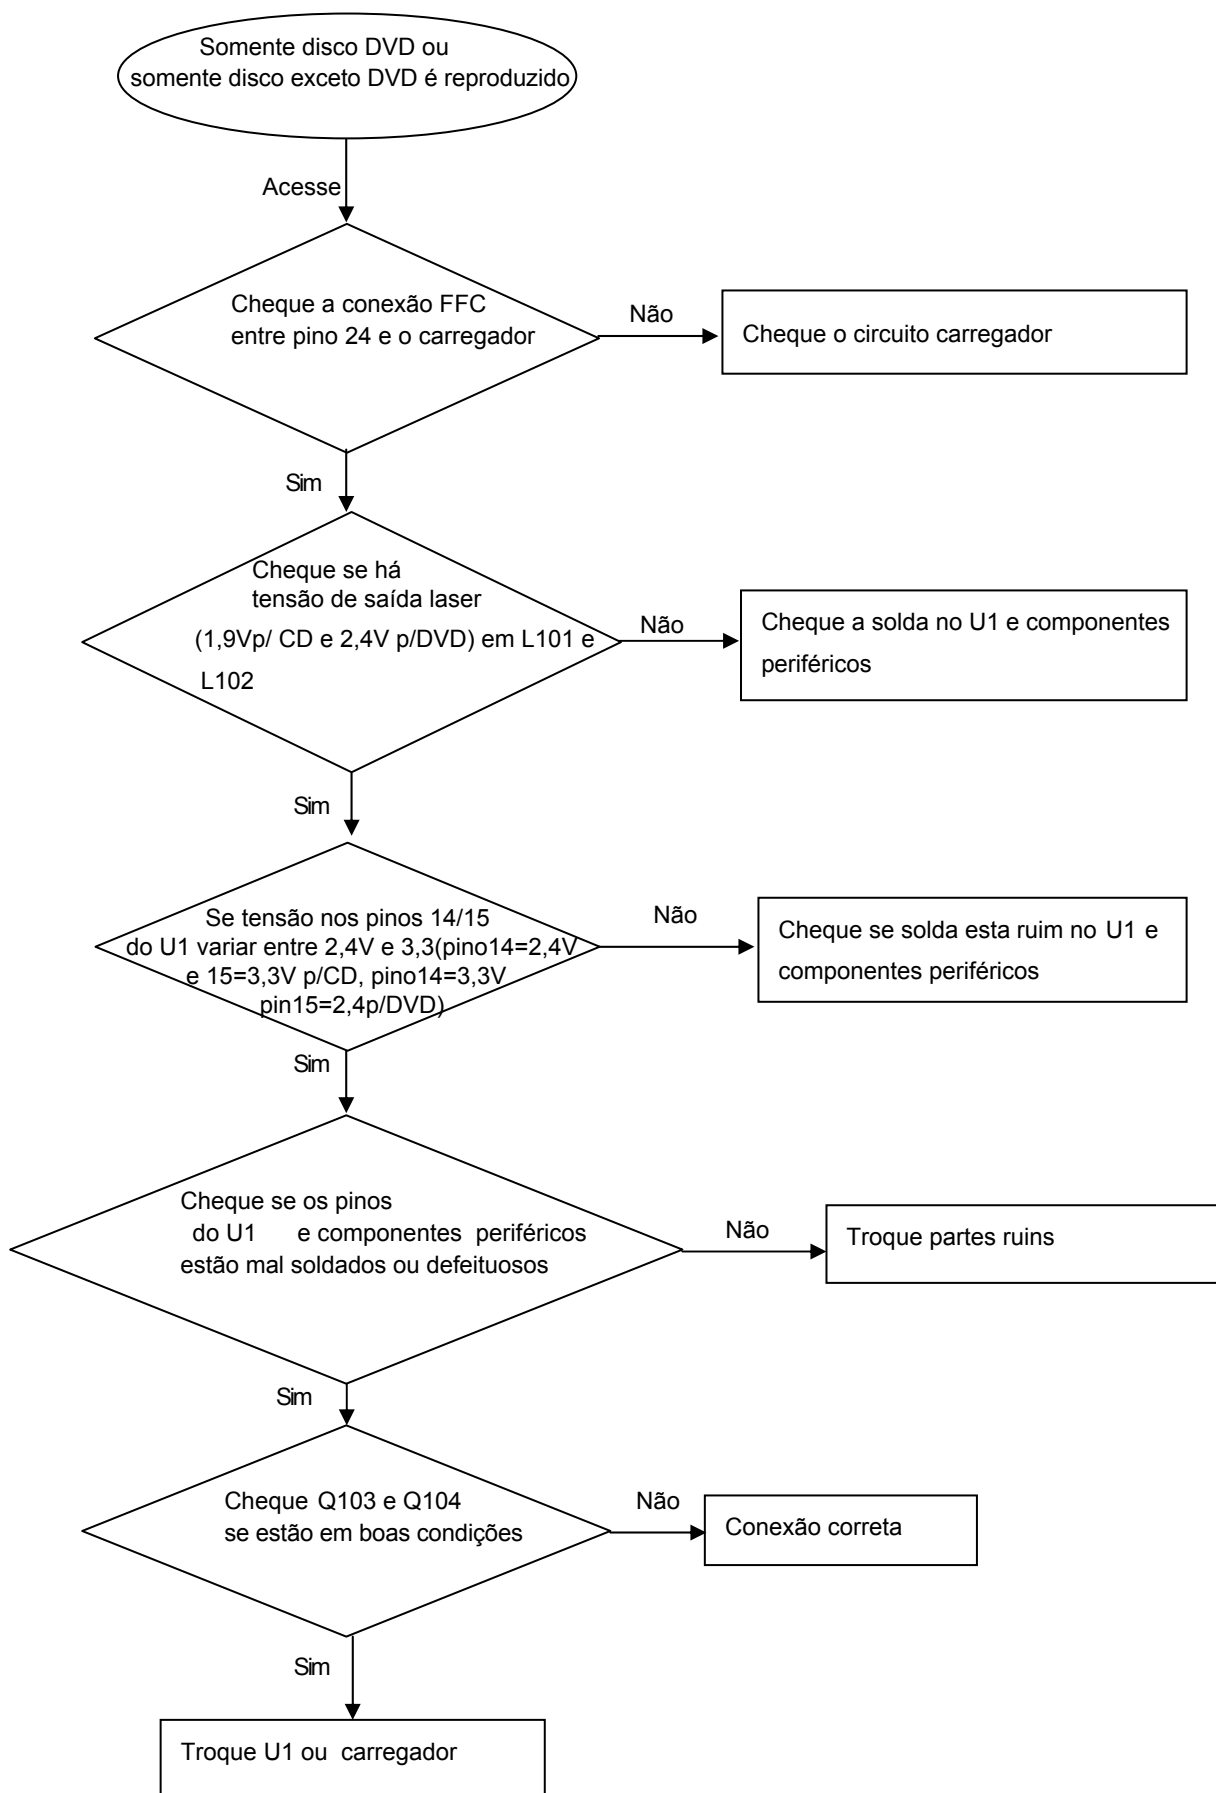 Somente disco DVD ou
somente disco exceto DVD é reproduzido
Acesse
Cheque a conexão FFC
entre pino 24 e o carregador
Não
Cheque o circuito carregador
Sim
Cheque se há
tensão de saída laser
(1,9Vp/ CD e 2,4V p/DVD) em L101 e
L102
Não
Cheque a solda no U1 e componentes
periféricos
Sim
Se tensão nos pinos 14/15
do U1 variar entre 2,4V e 3,3(pino14=2,4V
e 15=3,3V p/CD, pino14=3,3V
pin15=2,4p/DVD)
Não
Cheque se solda esta ruim no U1 e
componentes periféricos
Sim
Cheque se os pinos
do U1 e componentes periféricos
estão mal soldados ou defeituosos
Não
Troque partes ruins
Sim
Cheque Q103 e Q104
se estão em boas condições
Não
Conexão correta
Sim
Troque U1 ou carregador